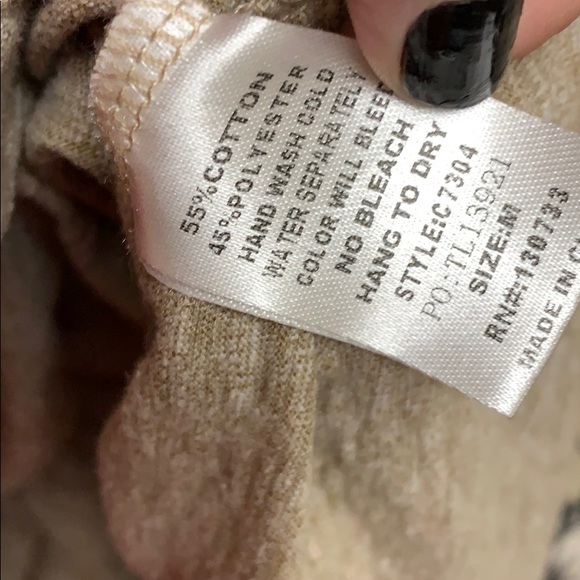 55%COTTON
45%POLYESTER
HAND WASH COLD
WATER SEPARATELY
COLOR WILL BLEED
NO BLEACH
HANG TO DRY
STYLE:C7304
PO:TL13921
SIZE:M
RN#:130733
MADE IN